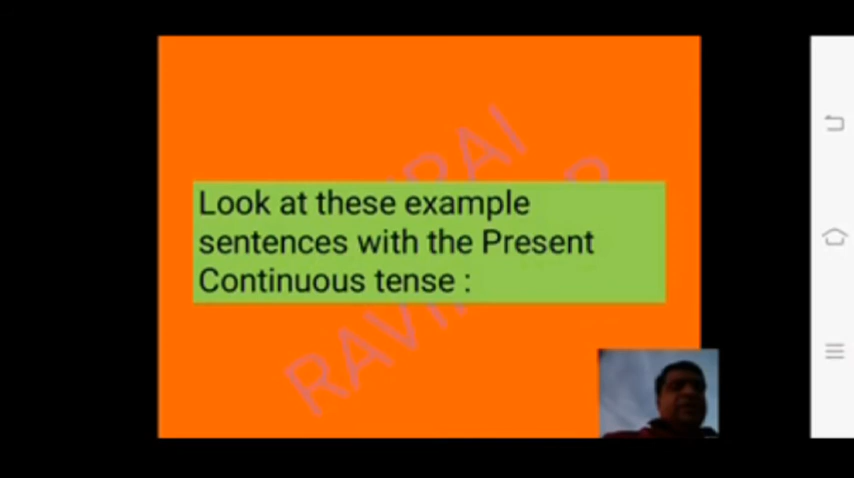 Look at these example
sentences with the Present
Continuous tense :